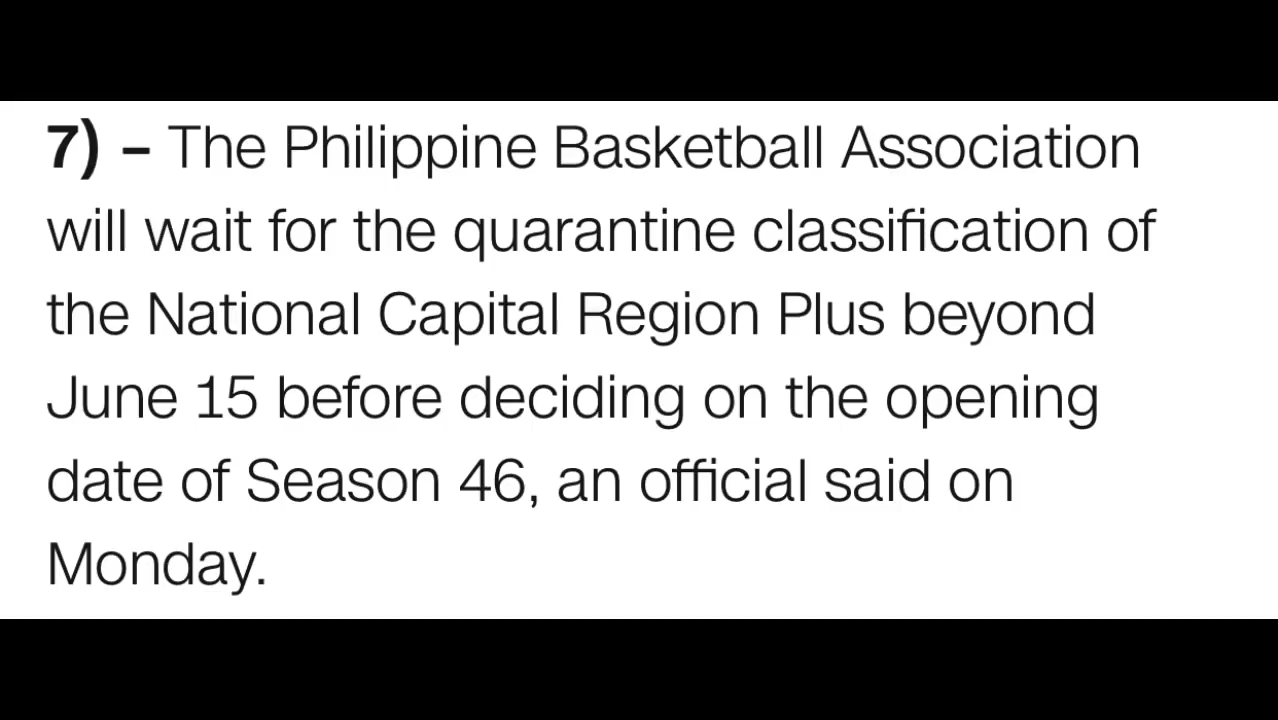 7) – The Philippine Basketball Association
will wait for the quarantine classification of
the National Capital Region Plus beyond
June 15 before deciding on the opening
date of Season 46, an official said on
Monday.